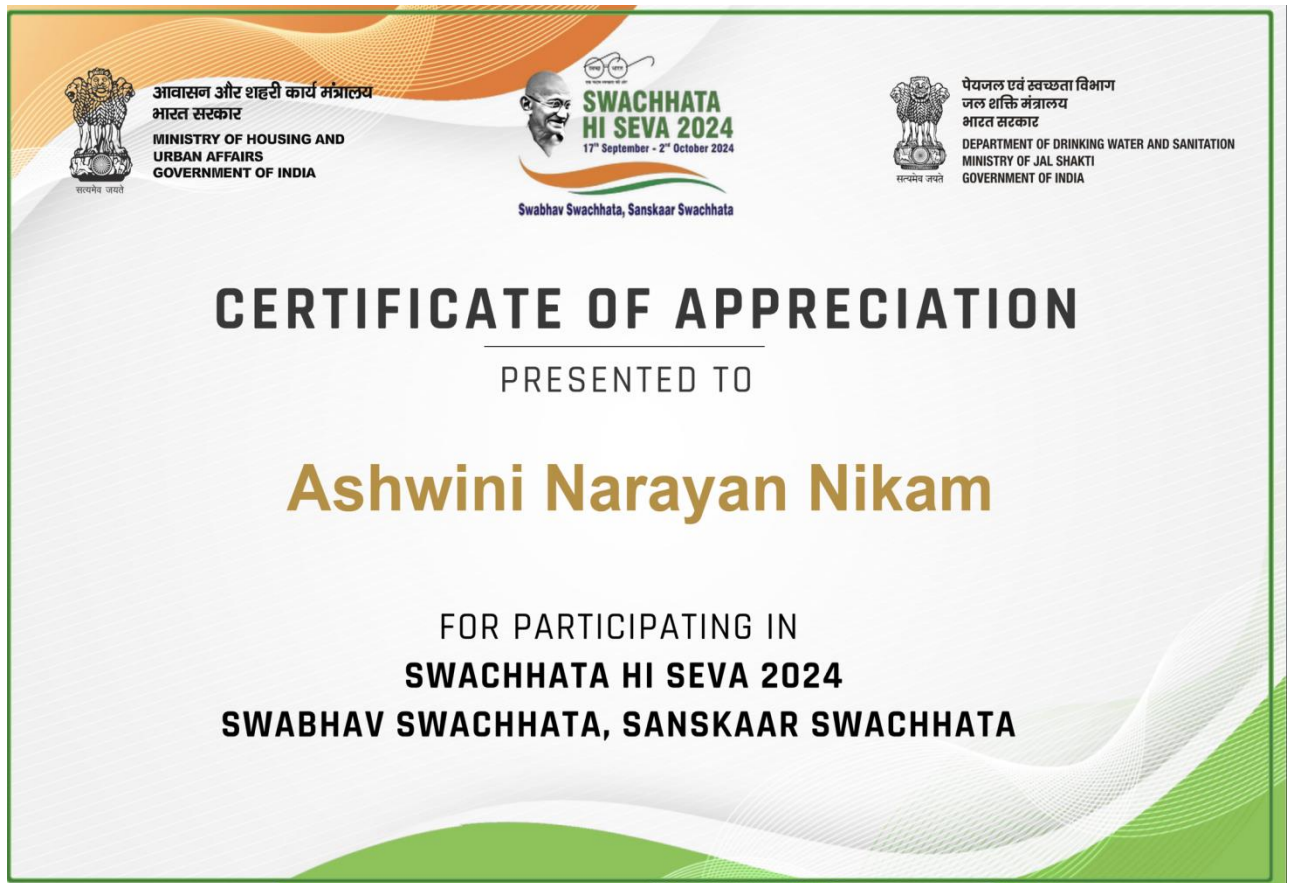 आवासन और शहरी कार्य मंत्रालय
भारत सरकार
MINISTRY OF HOUSING AND
URBAN AFFAIRS
GOVERNMENT OF INDIA
सत्यमेव जयते
स्वच्छ भारत
SWACHHATA
HI SEVA 2024
17th September - 2nd October 2024
Swabhav Swachhata, Sanskaar Swachhata
पेयजल एवं स्वच्छता विभाग
जल शक्ति मंत्रालय
भारत सरकार
DEPARTMENT OF DRINKING WATER AND SANITATION
MINISTRY OF JAL SHAKTI
GOVERNMENT OF INDIA
सत्यमेव जयते
CERTIFICATE OF APPRECIATION
PRESENTED TO
Ashwini Narayan Nikam
FOR PARTICIPATING IN
SWACHHATA HI SEVA 2024
SWABHAV SWACHHATA, SANSKAAR SWACHHATA